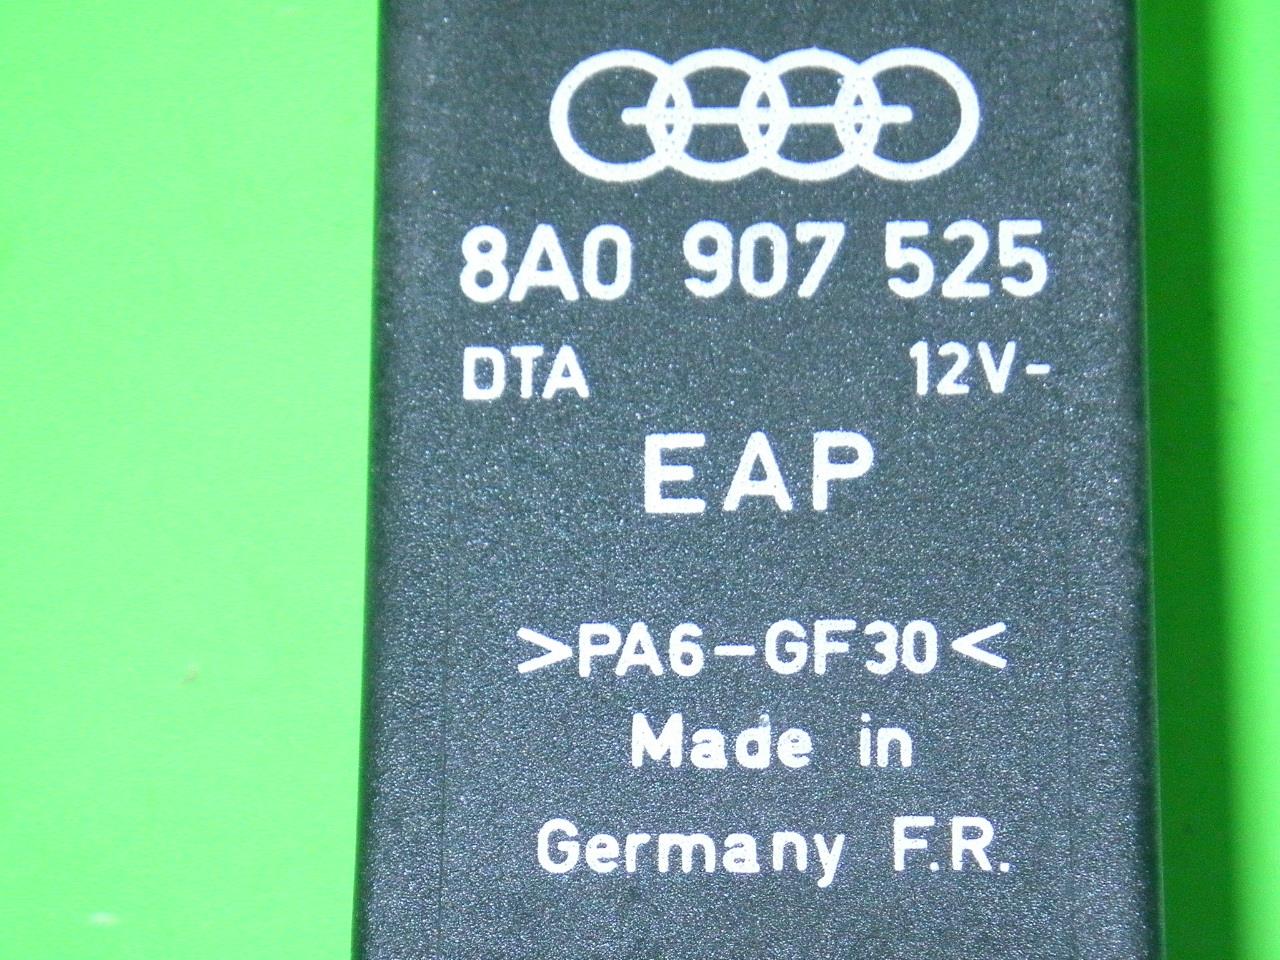 8A0 907 525
DTA 12V-
EAP
>PA6-GF30<
Made in
Germany F.R.